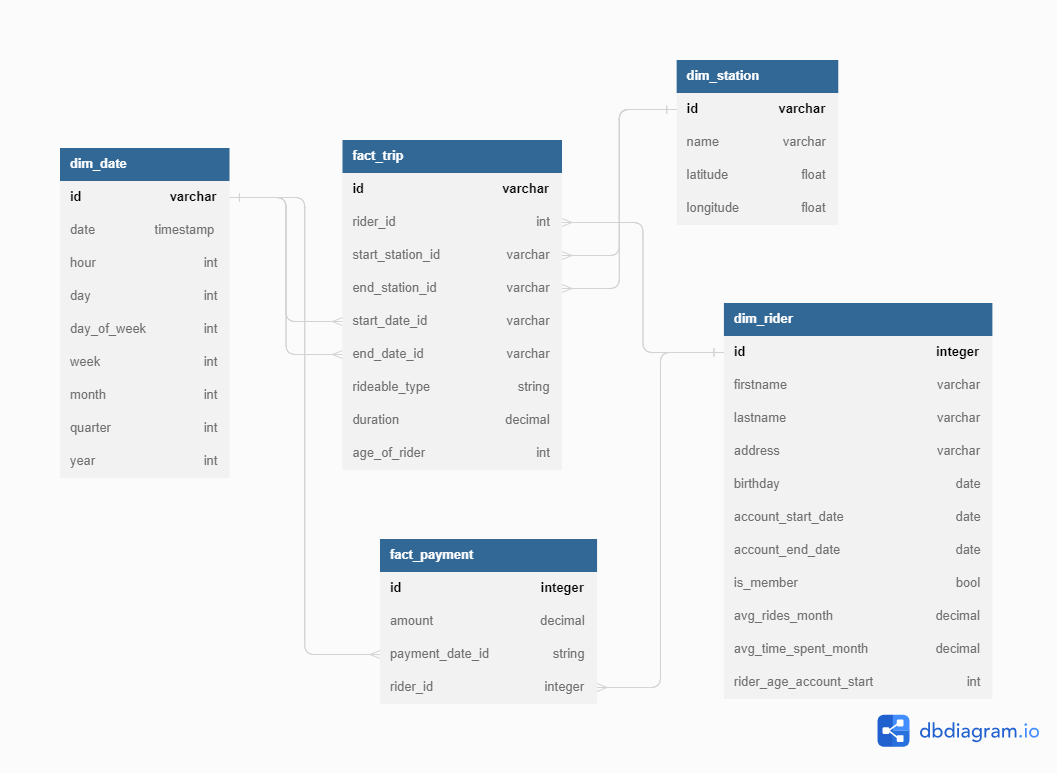 dim_station
id varchar
name varchar
latitude float
longitude float
dim_date
id varchar
date timestamp
hour int
day int
day_of_week int
week int
month int
quarter int
year int
fact_trip
id varchar
rider_id int
start_station_id varchar
end_station_id varchar
start_date_id varchar
end_date_id varchar
rideable_type string
duration decimal
age_of_rider int
dim_rider
id integer
firstname varchar
lastname varchar
address varchar
birthday date
account_start_date date
account_end_date date
is_member bool
avg_rides_month decimal
avg_time_spent_month decimal
rider_age_account_start int
fact_payment
id integer
amount decimal
payment_date_id string
rider_id integer
dbdiagram.io